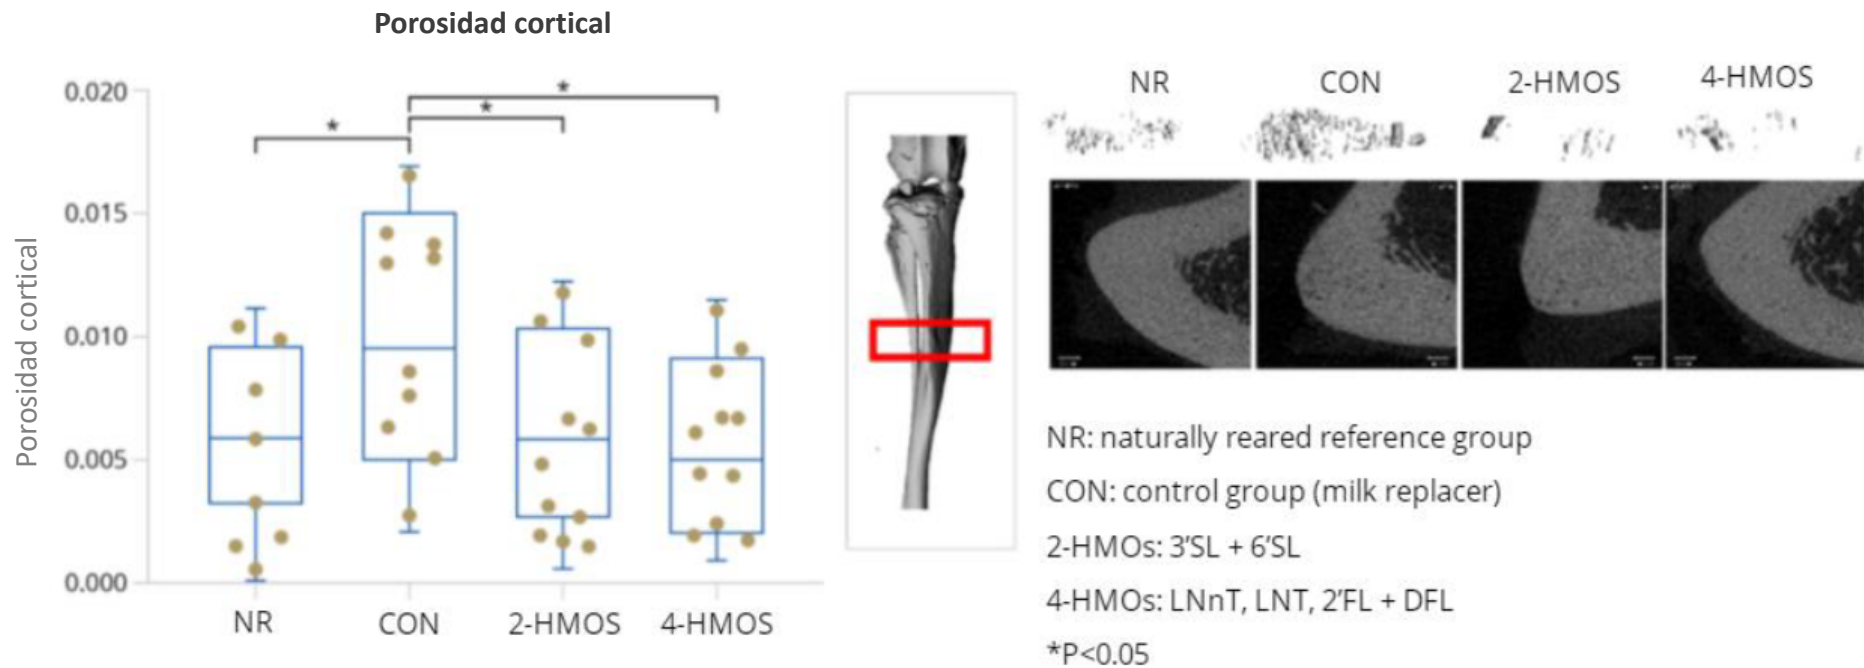 Porosidad cortical
Porosidad cortical
0.020
0.015
0.010
0.005
0.000
*
*
*
NR
CON
2-HMOS
4-HMOS
NR
CON
2-HMOS
4-HMOS
NR: naturally reared reference group
CON: control group (milk replacer)
2-HMOs: 3’SL + 6’SL
4-HMOs: LNnT, LNT, 2’FL + DFL
*P<0.05